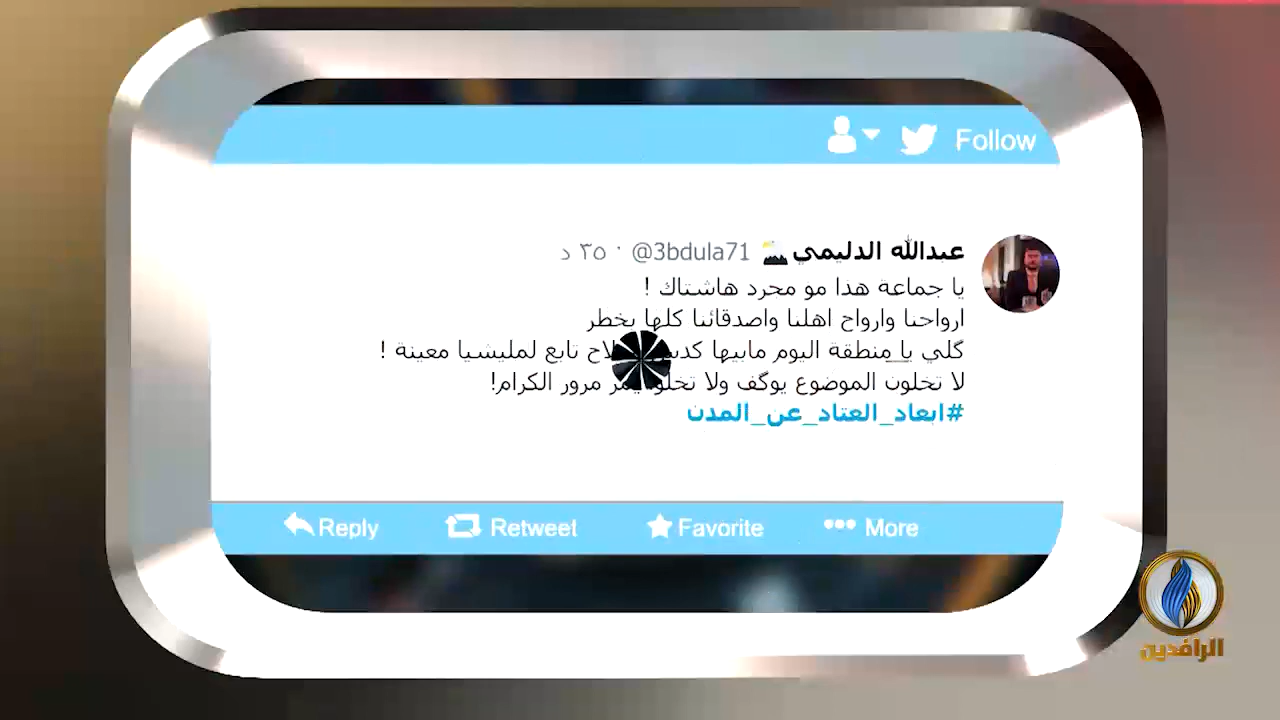 Follow
عبدالله الدليمي @3bdula71 · ٣٥ د
يا جماعة هذا مو مجرد هاشتاك !
ارواحنا وارواح اهلنا واصدقائنا كلها بخطر
گلي يا منطقة اليوم مابيها كدس تابع لمليشيا معينة !
لا تخلون الموضوع يوگف ولا مرور الكرام!
#ابعاد_العتاد_عن_المدن
Reply Retweet Favorite More
الرافدين